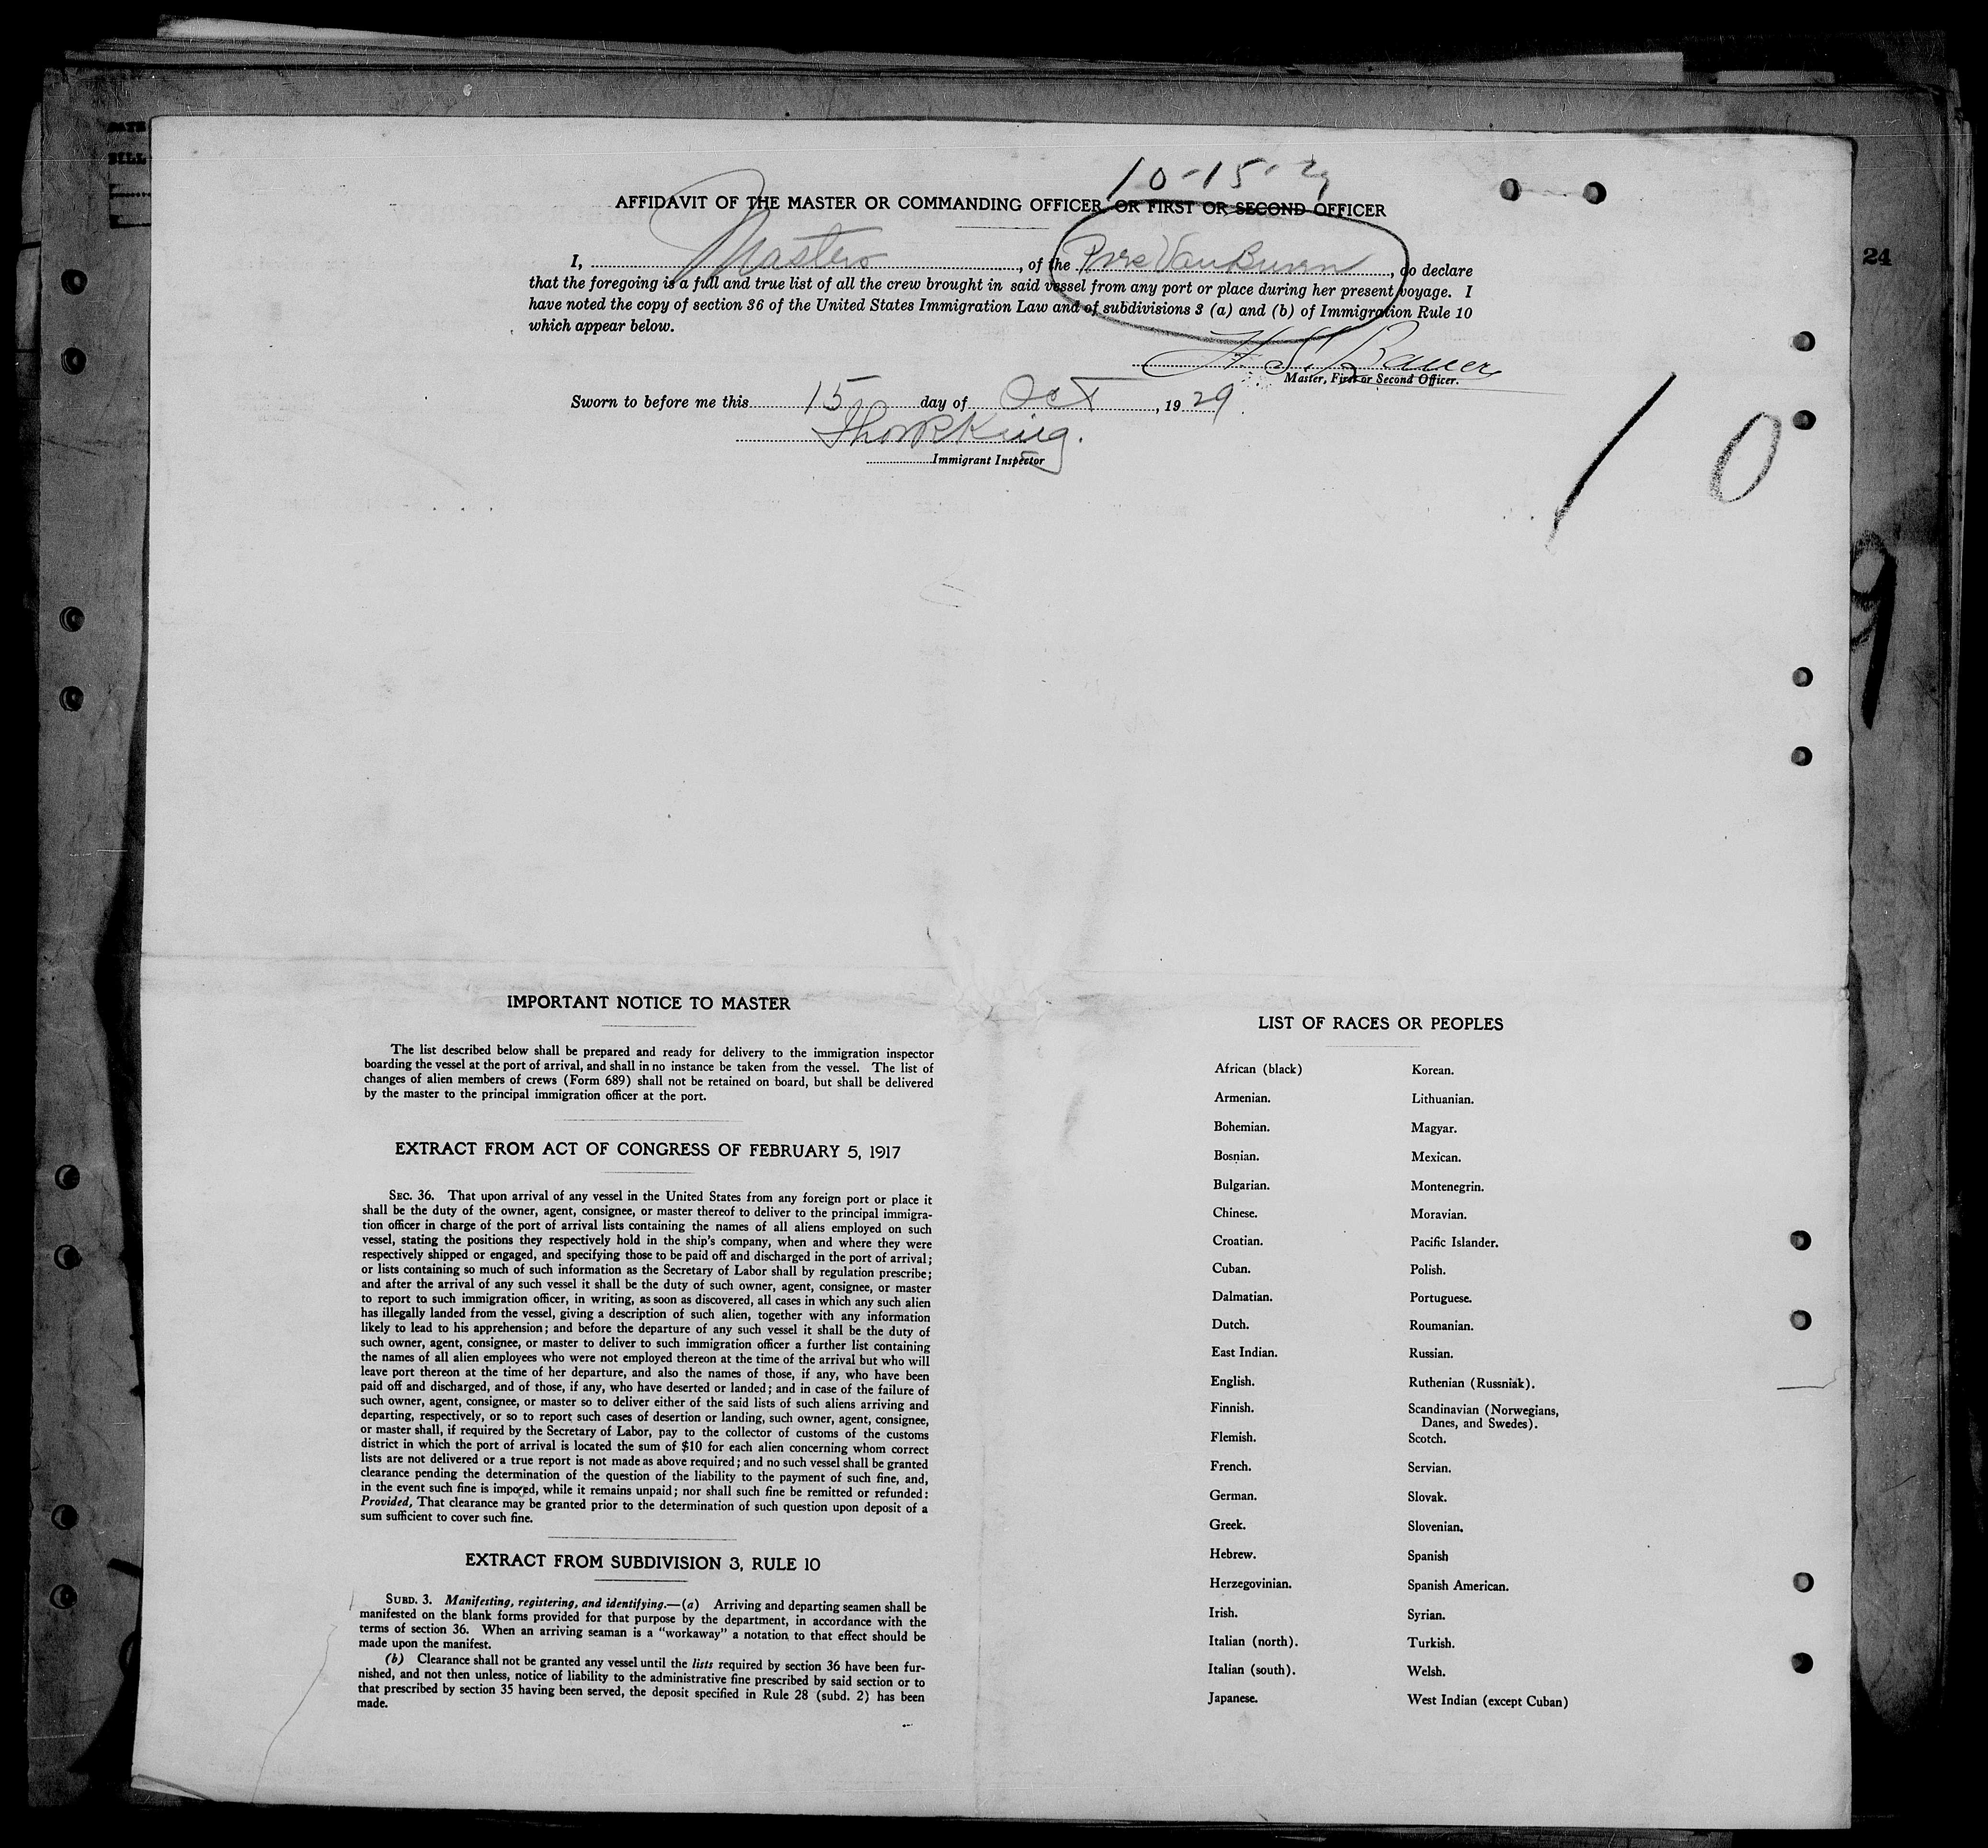 DATE
BILL
24
10-15-29
AFFIDAVIT OF THE MASTER OR COMMANDING OFFICER, OR FIRST OR SECOND OFFICER
I, Master, of the Pres Van Buren, do declare
that the foregoing is a full and true list of all the crew brought in said vessel from any port or place during her present voyage. I
have noted the copy of section 36 of the United States Immigration Law and of subdivisions 3 (a) and (b) of Immigration Rule 10
which appear below.
Master, First or Second Officer.
Sworn to before me this 15 day of Oct, 1929
King.
Immigrant Inspector
10
9
IMPORTANT NOTICE TO MASTER
The list described below shall be prepared and ready for delivery to the immigration inspector
boarding the vessel at the port of arrival, and shall in no instance be taken from the vessel. The list of
changes of alien members of crews (Form 689) shall not be retained on board, but shall be delivered
by the master to the principal immigration officer at the port.
EXTRACT FROM ACT OF CONGRESS OF FEBRUARY 5, 1917
SEC. 36. That upon arrival of any vessel in the United States from any foreign port or place it
shall be the duty of the owner, agent, consignee, or master thereof to deliver to the principal immigra-
tion officer in charge of the port of arrival lists containing the names of all aliens employed on such
vessel, stating the positions they respectively hold in the ship's company, when and where they were
respectively shipped or engaged, and specifying those to be paid off and discharged in the port of arrival;
or lists containing so much of such information as the Secretary of Labor shall by regulation prescribe;
and after the arrival of any such vessel it shall be the duty of such owner, agent, consignee, or master
to report to such immigration officer, in writing, as soon as discovered, all cases in which any such alien
has illegally landed from the vessel, giving a description of such alien, together with any information
likely to lead to his apprehension; and before the departure of any such vessel it shall be the duty of
such owner, agent, consignee, or master to deliver to such immigration officer a further list containing
the names of all alien employees who were not employed thereon at the time of the arrival but who will
leave port thereon at the time of her departure, and also the names of those, if any, who have been
paid off and discharged, and of those, if any, who have deserted or landed; and in case of the failure of
such owner, agent, consignee, or master so to deliver either of the said lists of such aliens arriving and
departing, respectively, or so to report such cases of desertion or landing, such owner, agent, consignee,
or master shall, if required by the Secretary of Labor, pay to the collector of customs of the customs
district in which the port of arrival is located the sum of $10 for each alien concerning whom correct
lists are not delivered or a true report is not made as above required; and no such vessel shall be granted
clearance pending the determination of the question of the liability to the payment of such fine, and,
in the event such fine is imposed, while it remains unpaid; nor shall such fine be remitted or refunded:
Provided, That clearance may be granted prior to the determination of such question upon deposit of a
sum sufficient to cover such fine.
EXTRACT FROM SUBDIVISION 3, RULE 10
SUBD. 3. Manifesting, registering, and identifying.—(a) Arriving and departing seamen shall be
manifested on the blank forms provided for that purpose by the department, in accordance with the
terms of section 36. When an arriving seaman is a "workaway" a notation to that effect should be
made upon the manifest.
(b) Clearance shall not be granted any vessel until the lists required by section 36 have been fur-
nished, and not then unless, notice of liability to the administrative fine prescribed by said section or to
that prescribed by section 35 having been served, the deposit specified in Rule 28 (subd. 2) has been
made.
LIST OF RACES OR PEOPLES
African (black)
Armenian.
Bohemian.
Bosnian.
Bulgarian.
Chinese.
Croatian.
Cuban.
Dalmatian.
Dutch.
East Indian.
English.
Finnish.
Flemish.
French.
German.
Greek.
Hebrew.
Herzegovinian.
Irish.
Italian (north).
Italian (south).
Japanese.
Korean.
Lithuanian.
Magyar.
Mexican.
Montenegrin.
Moravian.
Pacific Islander.
Polish.
Portuguese.
Roumanian.
Russian.
Ruthenian (Russniak).
Scandinavian (Norwegians,
Danes, and Swedes).
Scotch.
Servian.
Slovak.
Slovenian.
Spanish
Spanish American.
Syrian.
Turkish.
Welsh.
West Indian (except Cuban)